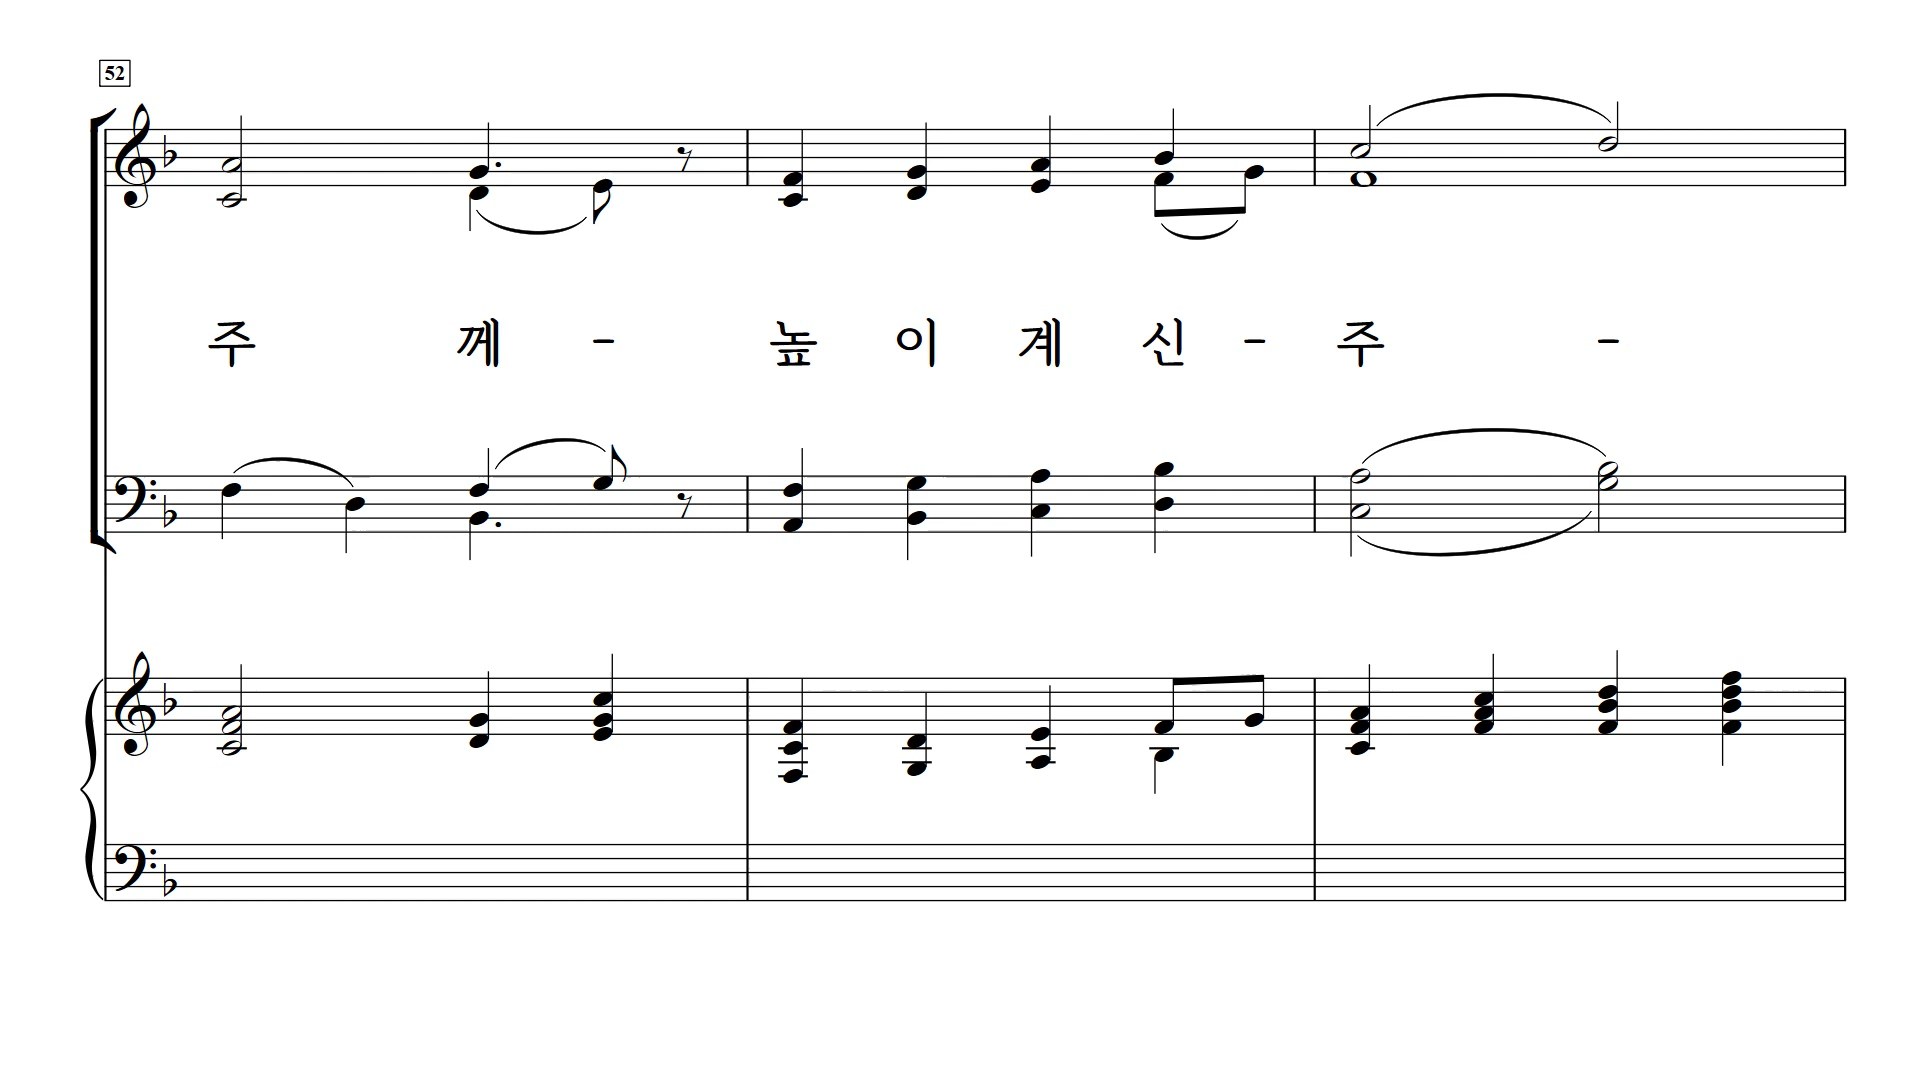 52
주 께 - 높 이 계 신 - 주 -